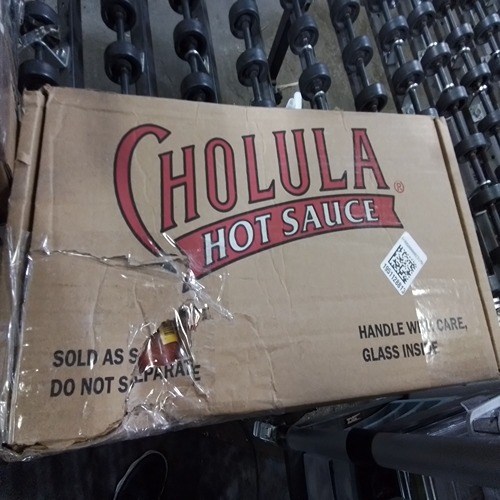 CHOLULA®
HOT SAUCE
SOLD AS S
DO NOT SEPARATE
HANDLE WITH CARE,
GLASS INSIDE